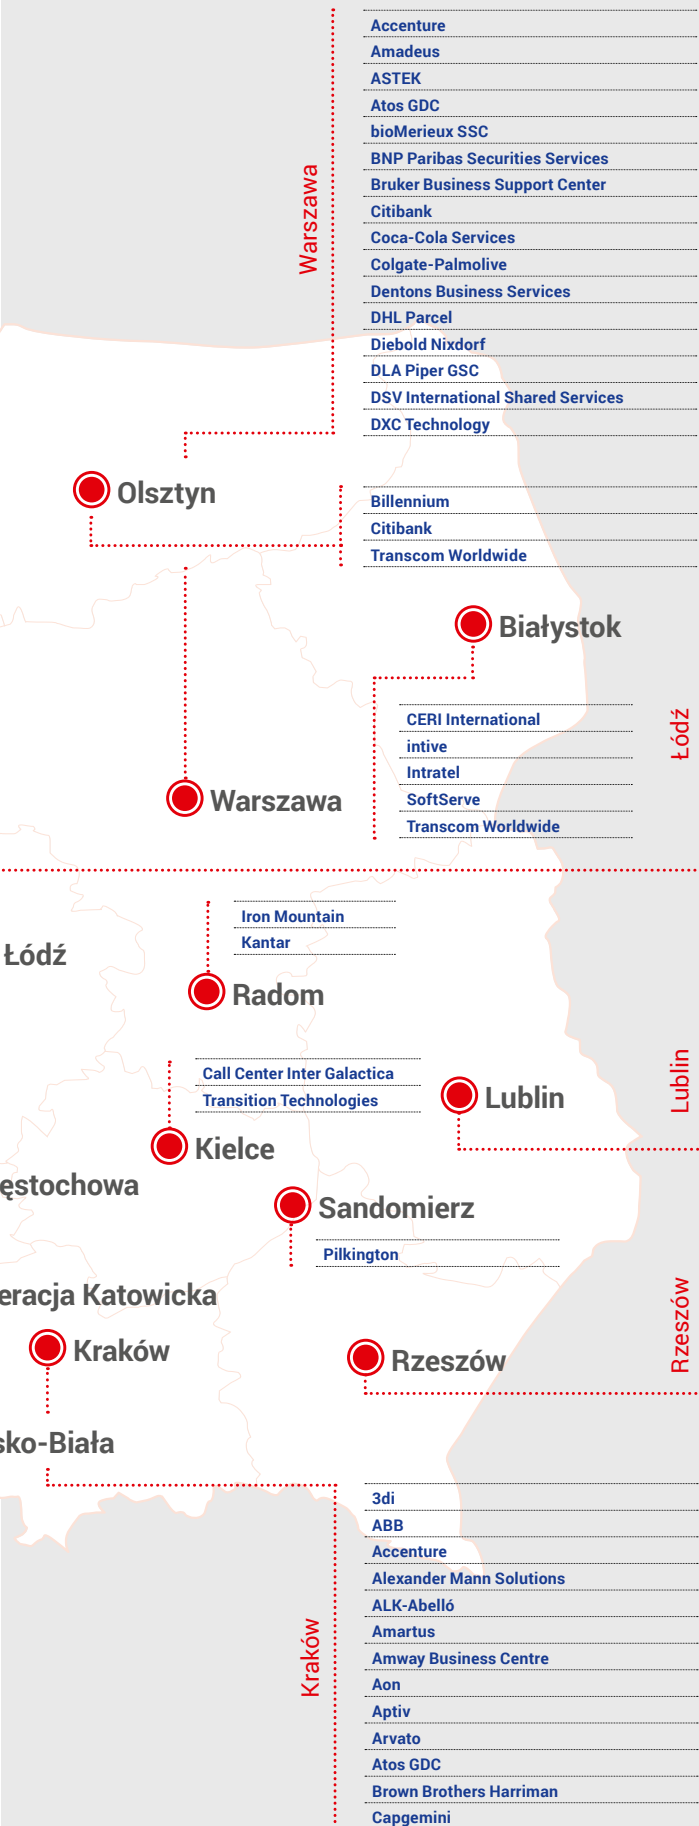 Accenture
Amadeus
ASTEK
Atos GDC
bioMerieux SSC
BNP Paribas Securities Services
Bruker Business Support Center
Citibank
Coca-Cola Services
Colgate-Palmolive
Dentons Business Services
DHL Parcel
Diebold Nixdorf
DLA Piper GSC
DSV International Shared Services
DXC Technology
Warszawa
Olsztyn
Billennium
Citibank
Transcom Worldwide
Białystok
CERI International
intive
Intratel
SoftServe
Transcom Worldwide
Łódź
Warszawa
Łódź
Iron Mountain
Kantar
Radom
Call Center Inter Galactica
Transition Technologies
Kielce
Lublin
Lublin
ęstochowa
Sandomierz
Pilkington
eracja Katowicka
Kraków
Rzeszów
Rzeszów
sko-Biała
Kraków
3di
ABB
Accenture
Alexander Mann Solutions
ALK-Abelló
Amartus
Amway Business Centre
Aon
Aptiv
Arvato
Atos GDC
Brown Brothers Harriman
Capgemini